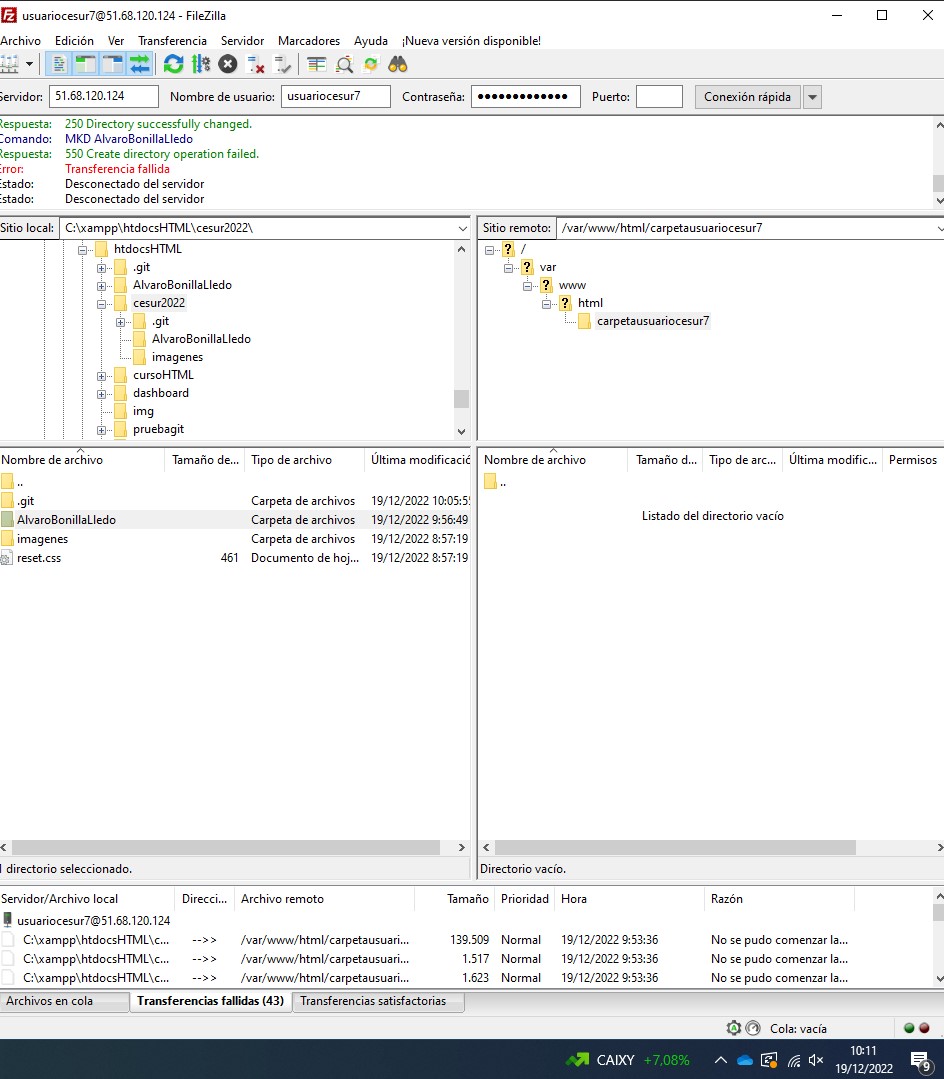 usuariocesur7@51.68.120.124 - FileZilla
Archivo Edición Ver Transferencia Servidor Marcadores Ayuda ¡Nueva versión disponible!
Servidor: 51.68.120.124 Nombre de usuario: usuariocesur7 Contraseña: ●●●●●●●●●●●●● Puerto: Conexión rápida
Respuesta: 250 Directory successfully changed.
Comando: MKD AlvaroBonillaLledo
Respuesta: 550 Create directory operation failed.
Error: Transferencia fallida
Estado: Desconectado del servidor
Estado: Desconectado del servidor
Sitio local: C:\xampp\htdocsHTML\cesur2022\
htdocsHTML
.git
AlvaroBonillaLledo
cesur2022
.git
AlvaroBonillaLledo
imagenes
cursoHTML
dashboard
img
pruebagit
Sitio remoto: /var/www/html/carpetausuariocesur7
/
var
www
html
carpetausuariocesur7
Nombre de archivo Tamaño de... Tipo de archivo Última modificació
..
.git Carpeta de archivos 19/12/2022 10:05:55
AlvaroBonillaLledo Carpeta de archivos 19/12/2022 9:56:49
imagenes Carpeta de archivos 19/12/2022 8:57:19
reset.css 461 Documento de hoj... 19/12/2022 8:57:19
1 directorio seleccionado.
Nombre de archivo Tamaño d... Tipo de arc... Última modific... Permisos
..
Listado del directorio vacío
Directorio vacío.
Servidor/Archivo local Direcci... Archivo remoto Tamaño Prioridad Hora Razón
usuariocesur7@51.68.120.124
C:\xampp\htdocsHTML\c... -->> /var/www/html/carpetausuari... 139.509 Normal 19/12/2022 9:53:36 No se pudo comenzar la...
C:\xampp\htdocsHTML\c... -->> /var/www/html/carpetausuari... 1.517 Normal 19/12/2022 9:53:36 No se pudo comenzar la...
C:\xampp\htdocsHTML\c... -->> /var/www/html/carpetausuari... 1.623 Normal 19/12/2022 9:53:36 No se pudo comenzar la...
Archivos en cola Transferencias fallidas (43) Transferencias satisfactorias
Cola: vacía
CAIXY +7,08% 10:11
19/12/2022 9